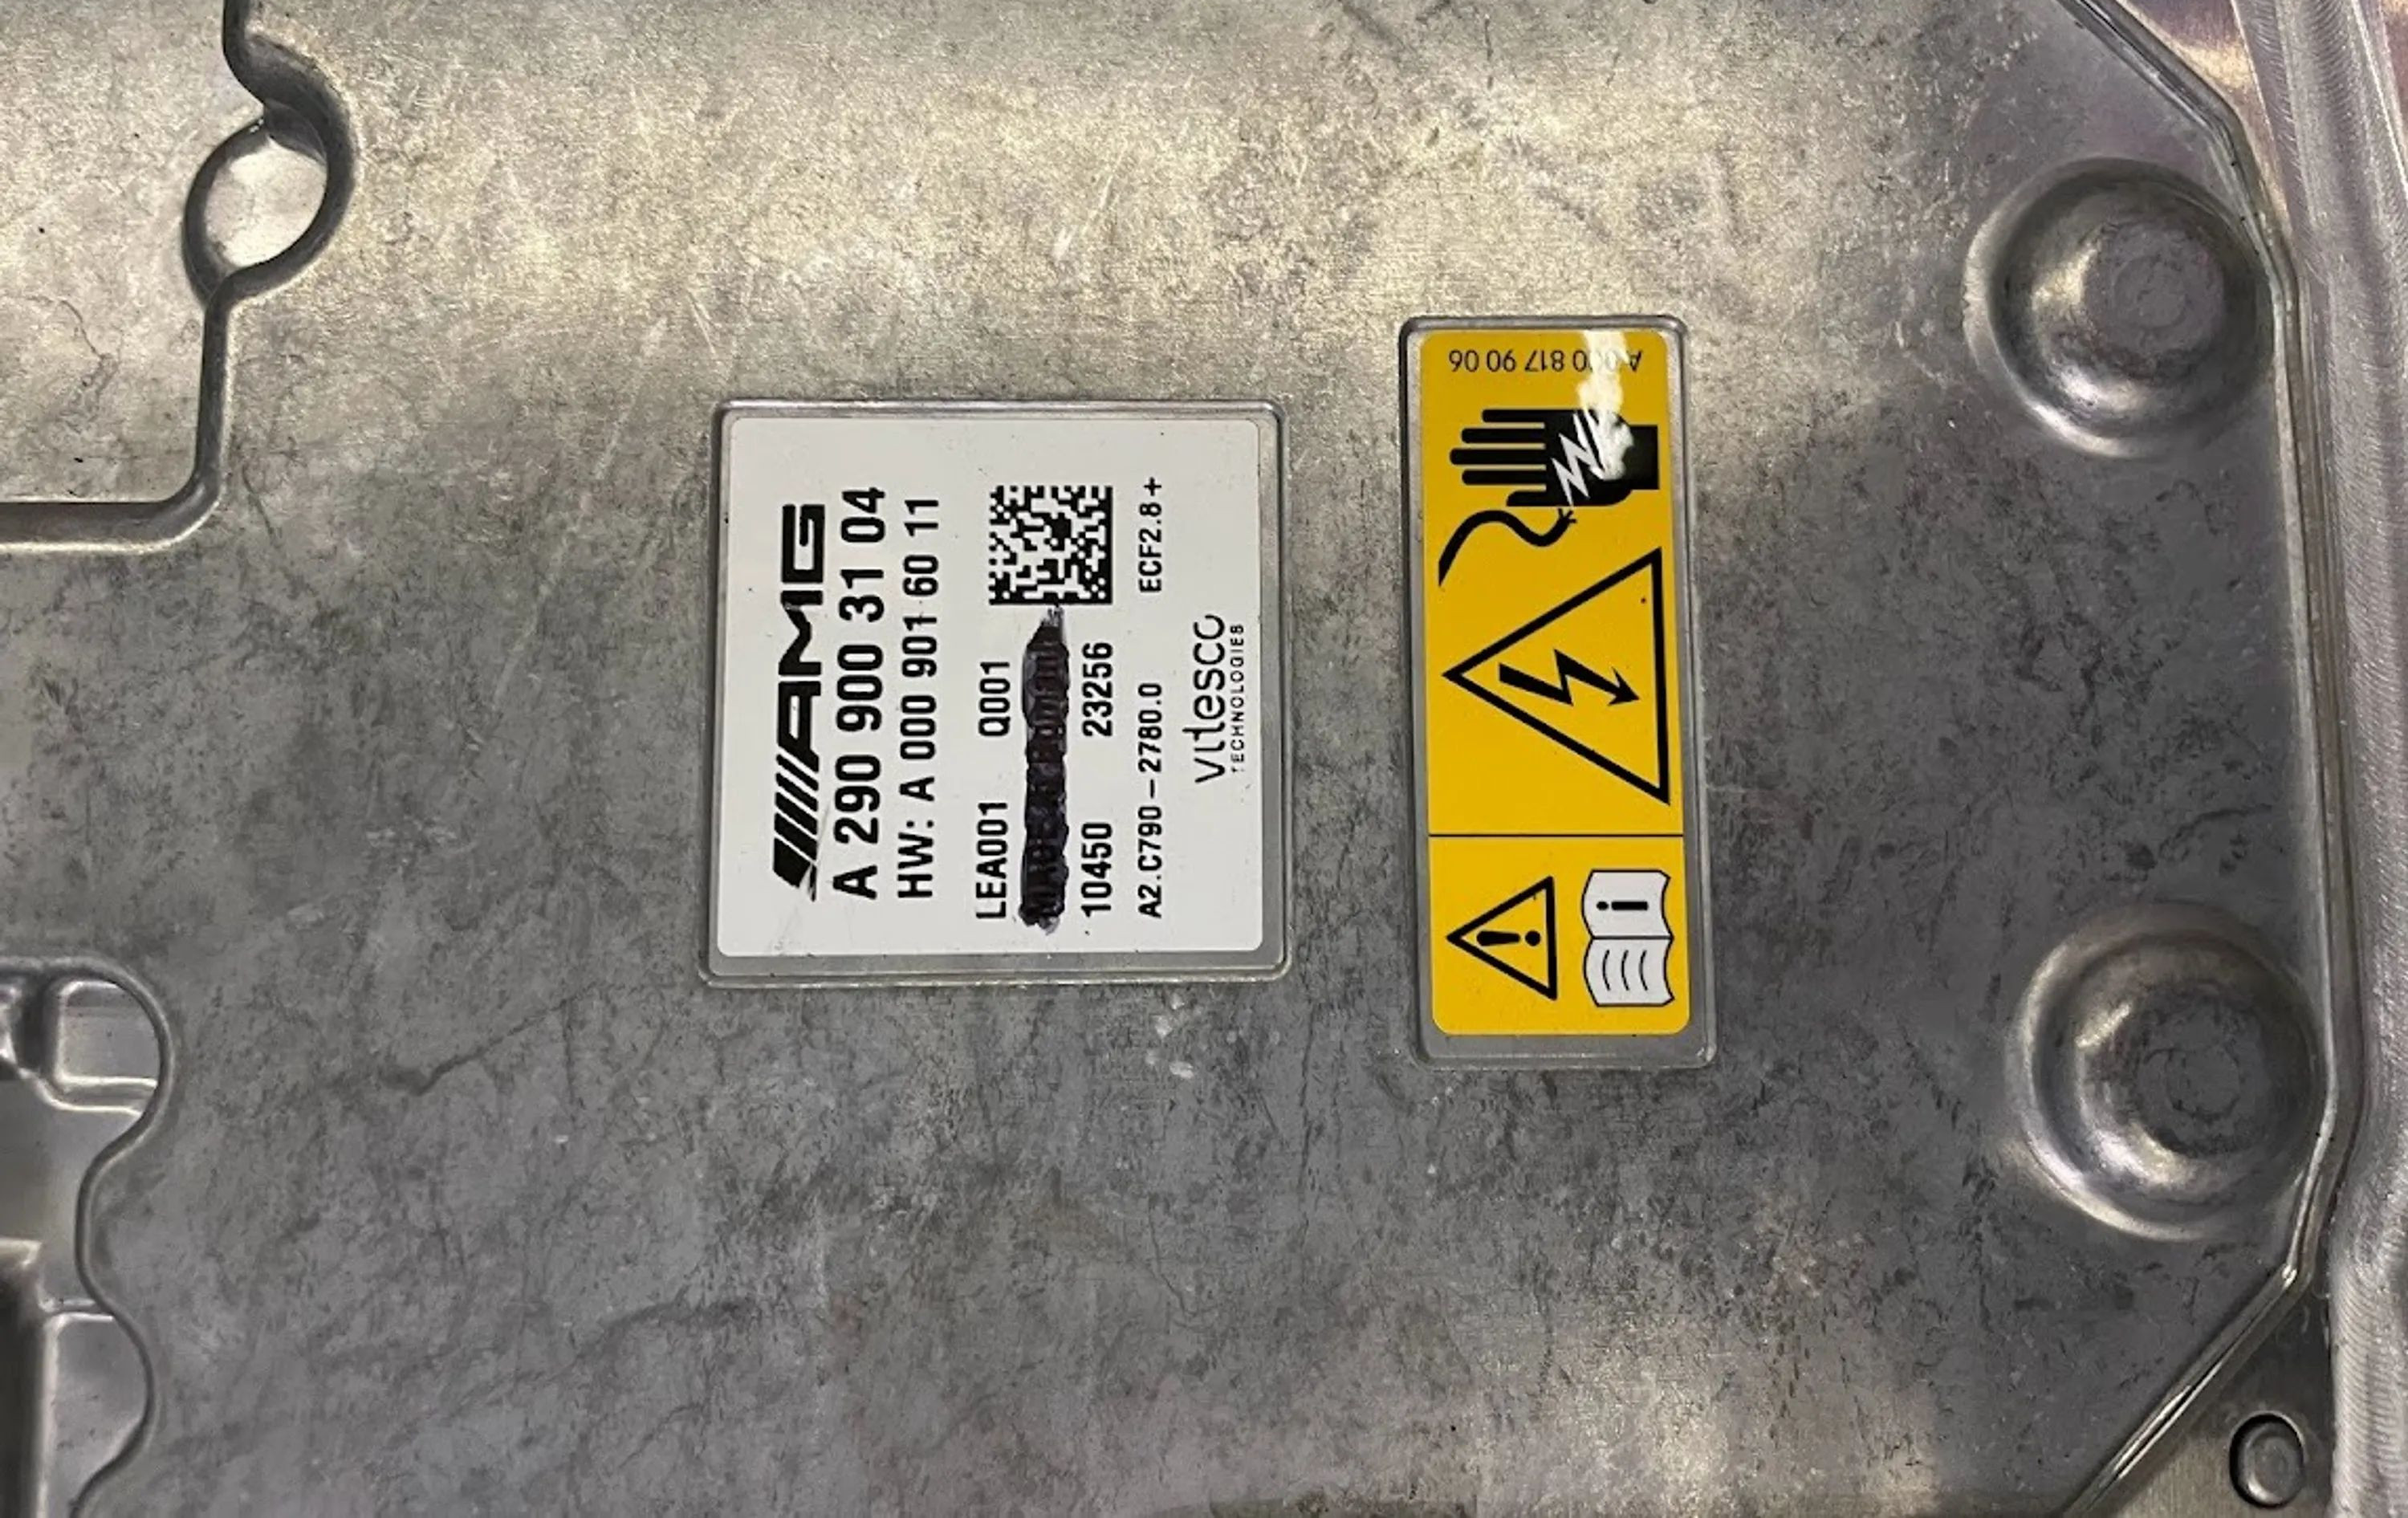 AMG
A 290 900 31 04
HW: A 000 901 60 11
LEA001 Q001
10450 23256
A2.C790-2780.0 ECF2.8+
vitesco
TECHNOLOGIES
817 90 06